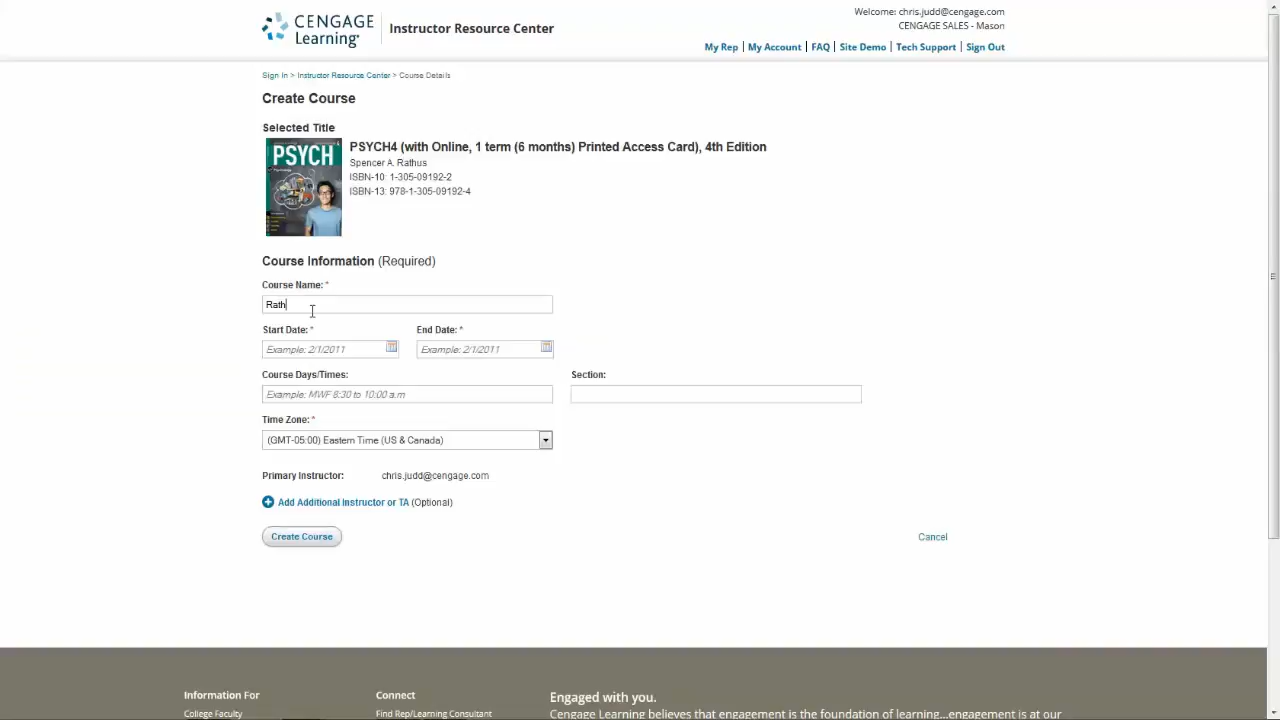 CENGAGE
Learning
Instructor Resource Center
Welcome: chris.judd@cengage.com
CENGAGE SALES - Mason
My Rep | My Account | FAQ | Site Demo | Tech Support | Sign Out
Sign In > Instructor Resource Center > Course Details
Create Course
Selected Title
PSYCH
PSYCH4 (with Online, 1 term (6 months) Printed Access Card), 4th Edition
Spencer A. Rathus
ISBN-10: 1-305-09192-2
ISBN-13: 978-1-305-09192-4
Course Information (Required)
Course Name: *
Rath
Start Date: * End Date: *
Example: 2/1/2011 Example: 2/1/2011
Course Days/Times: Section:
Example: MWF 8:30 to 10:00 a.m
Time Zone: *
(GMT-05:00) Eastern Time (US & Canada)
Primary Instructor: chris.judd@cengage.com
Add Additional Instructor or TA (Optional)
Create Course Cancel
Information For Connect Engaged with you.
College Faculty Find Rep/Learning Consultant Cengage Learning believes that engagement is the foundation of learning...engagement is at our